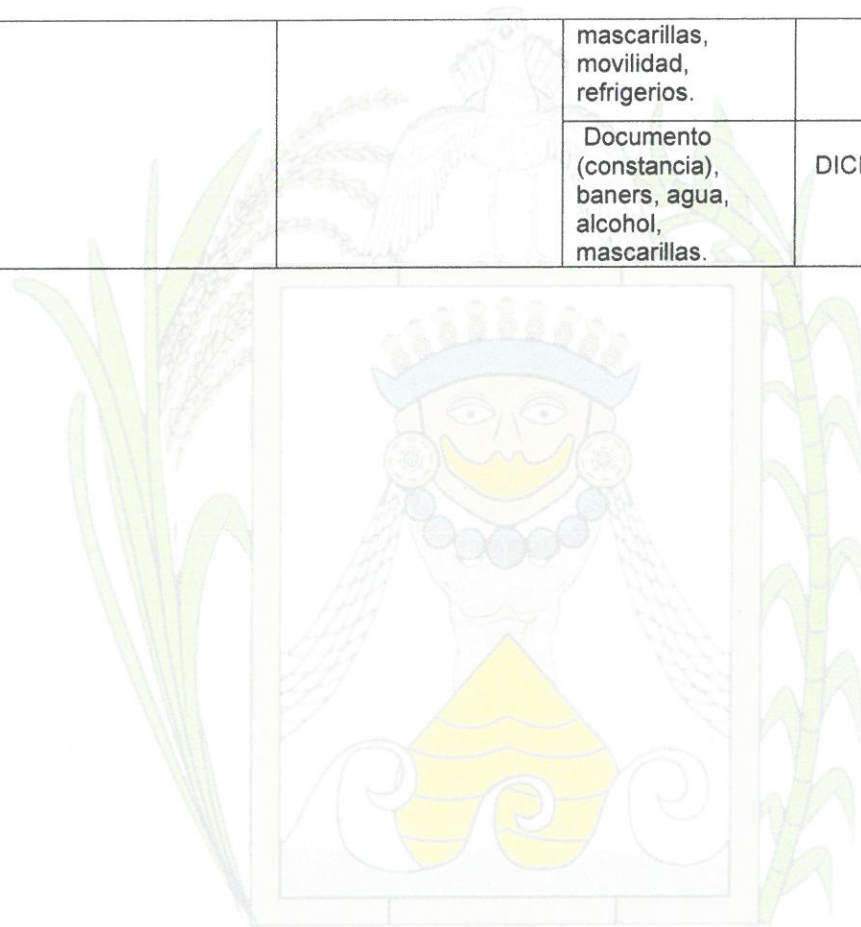 mascarillas,
movilidad,
refrigerios.
Documento
(constancia),
baners, agua,
alcohol,
mascarillas.